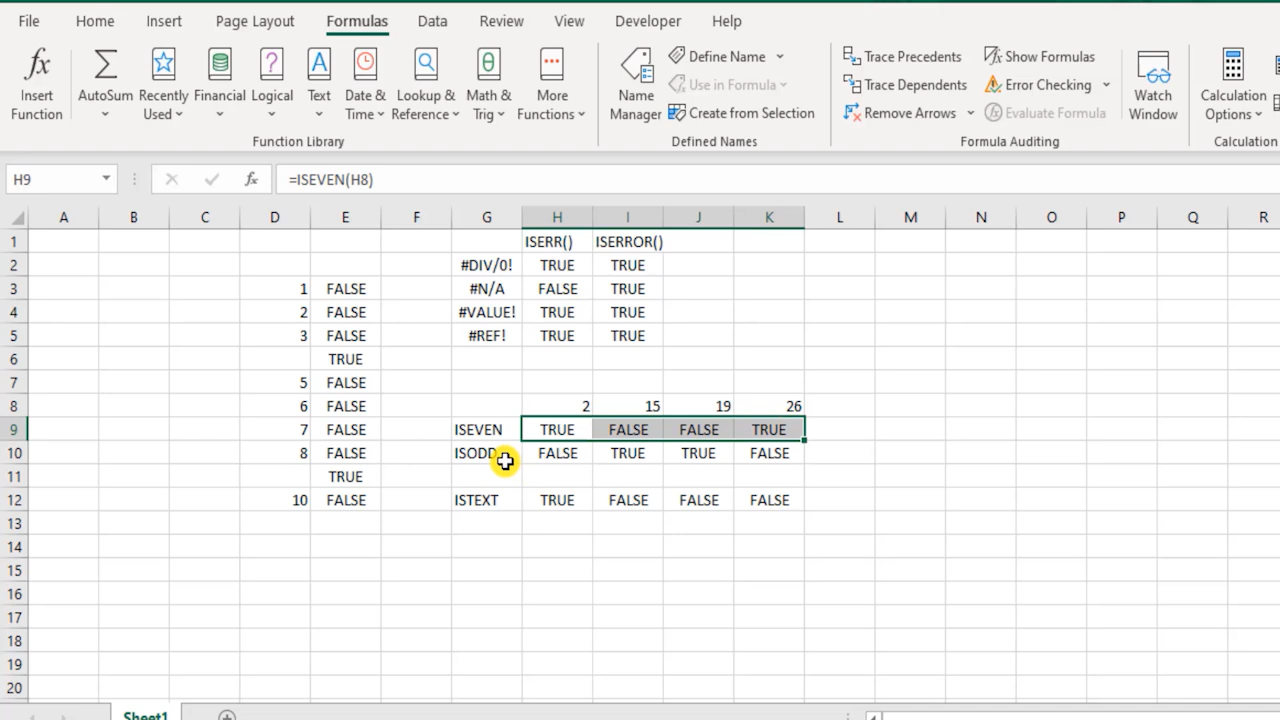 File Home Insert Page Layout Formulas Data Review View Developer Help
fx Σ ? A θ
Insert Function
AutoSum
Recently Used
Financial
Logical
Text
Date & Time
Lookup & Reference
Math & Trig
More Functions
Function Library
Name Manager
Define Name
Use in Formula
Create from Selection
Defined Names
Trace Precedents
Trace Dependents
Remove Arrows
Show Formulas
Error Checking
Evaluate Formula
Formula Auditing
Watch Window
Calculation Options
Calculation
H9 fx =ISEVEN(H8)
A B C D E F G H I J K L M N O P Q R
1 ISERR() ISERROR()
2 #DIV/0! TRUE TRUE
3 1 FALSE #N/A FALSE TRUE
4 2 FALSE #VALUE! TRUE TRUE
5 3 FALSE #REF! TRUE TRUE
6 TRUE
7 5 FALSE
8 6 FALSE 2 15 19 26
9 7 FALSE ISEVEN TRUE FALSE FALSE TRUE
10 8 FALSE ISODD FALSE TRUE TRUE FALSE
11 TRUE
12 10 FALSE ISTEXT TRUE FALSE FALSE FALSE
13
14
15
16
17
18
19
20
Sheet1